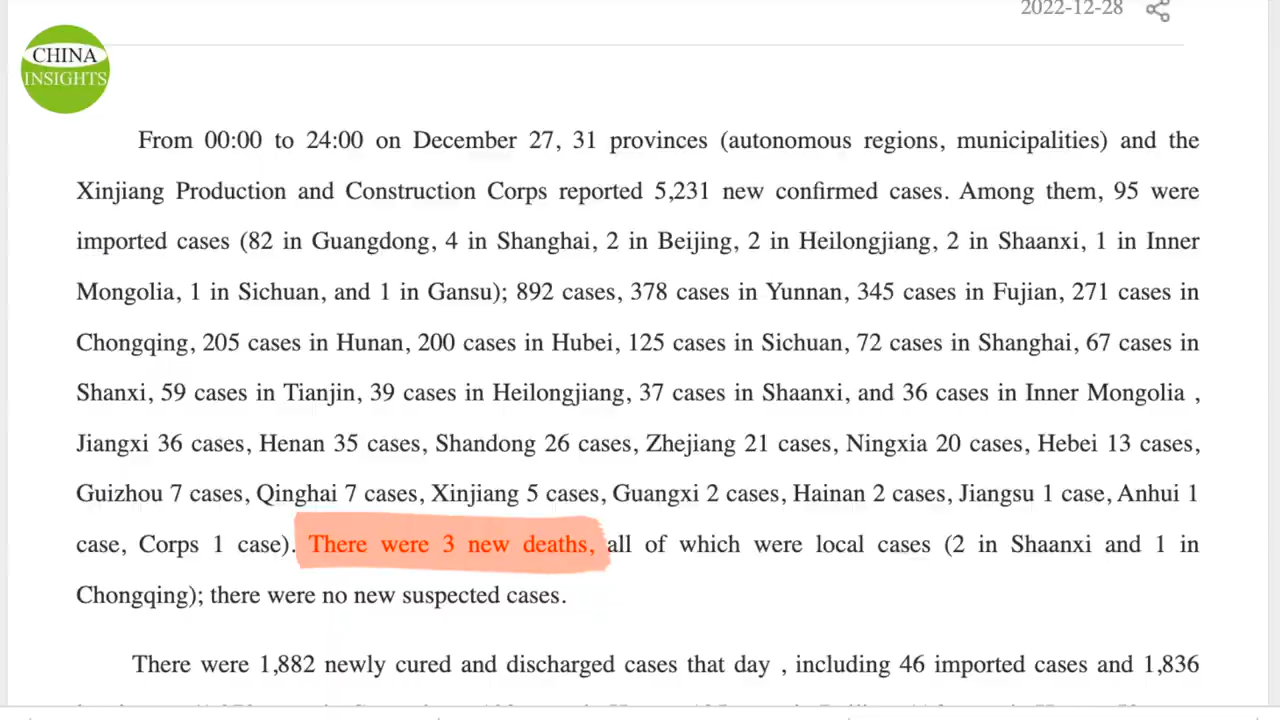 2022-12-28
CHINA
INSIGHTS
From 00:00 to 24:00 on December 27, 31 provinces (autonomous regions, municipalities) and the
Xinjiang Production and Construction Corps reported 5,231 new confirmed cases. Among them, 95 were
imported cases (82 in Guangdong, 4 in Shanghai, 2 in Beijing, 2 in Heilongjiang, 2 in Shaanxi, 1 in Inner
Mongolia, 1 in Sichuan, and 1 in Gansu); 892 cases, 378 cases in Yunnan, 345 cases in Fujian, 271 cases in
Chongqing, 205 cases in Hunan, 200 cases in Hubei, 125 cases in Sichuan, 72 cases in Shanghai, 67 cases in
Shanxi, 59 cases in Tianjin, 39 cases in Heilongjiang, 37 cases in Shaanxi, and 36 cases in Inner Mongolia ,
Jiangxi 36 cases, Henan 35 cases, Shandong 26 cases, Zhejiang 21 cases, Ningxia 20 cases, Hebei 13 cases,
Guizhou 7 cases, Qinghai 7 cases, Xinjiang 5 cases, Guangxi 2 cases, Hainan 2 cases, Jiangsu 1 case, Anhui 1
case, Corps 1 case). There were 3 new deaths, all of which were local cases (2 in Shaanxi and 1 in
Chongqing); there were no new suspected cases.
There were 1,882 newly cured and discharged cases that day , including 46 imported cases and 1,836